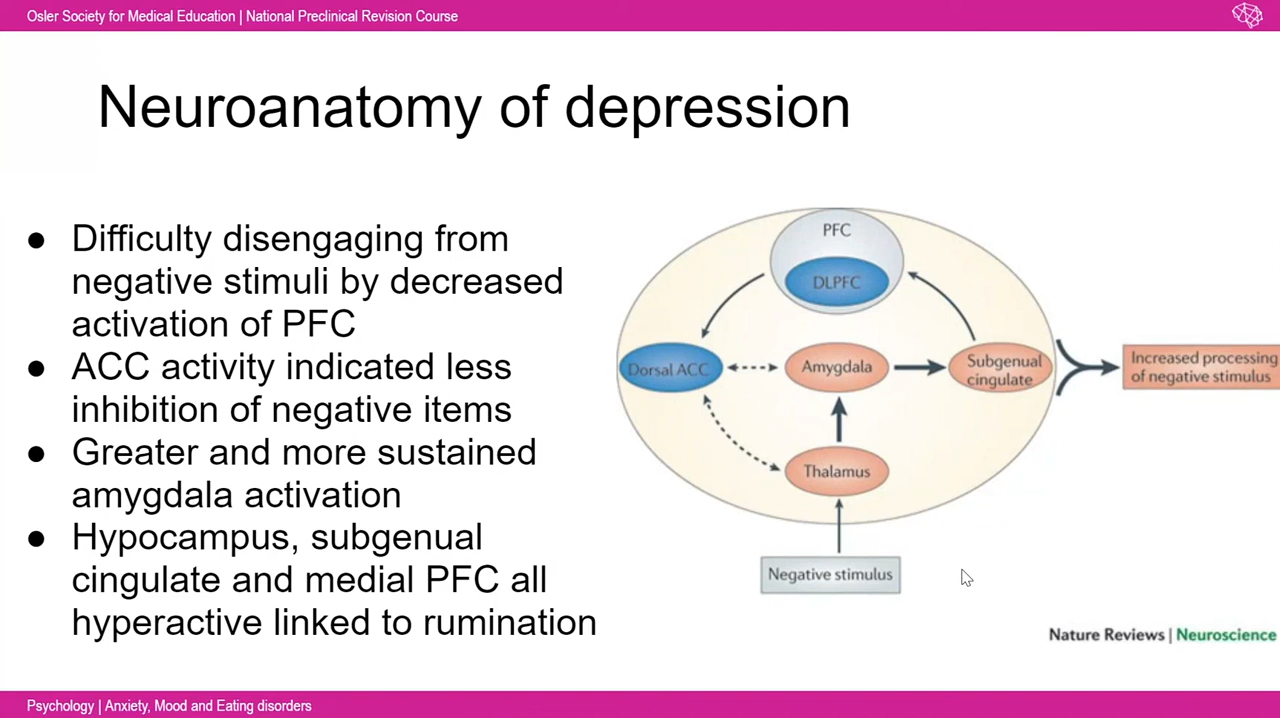 Osler Society for Medical Education | National Preclinical Revision Course
Neuroanatomy of depression
● Difficulty disengaging from
negative stimuli by decreased
activation of PFC
● ACC activity indicated less
inhibition of negative items
● Greater and more sustained
amygdala activation
● Hypocampus, subgenual
cingulate and medial PFC all
hyperactive linked to rumination
PFC
DLPFC
Dorsal ACC
Amygdala
Subgenual
cingulate
Thalamus
Negative stimulus
Increased processing
of negative stimulus
Nature Reviews | Neuroscience
Psychology | Anxiety, Mood and Eating disorders